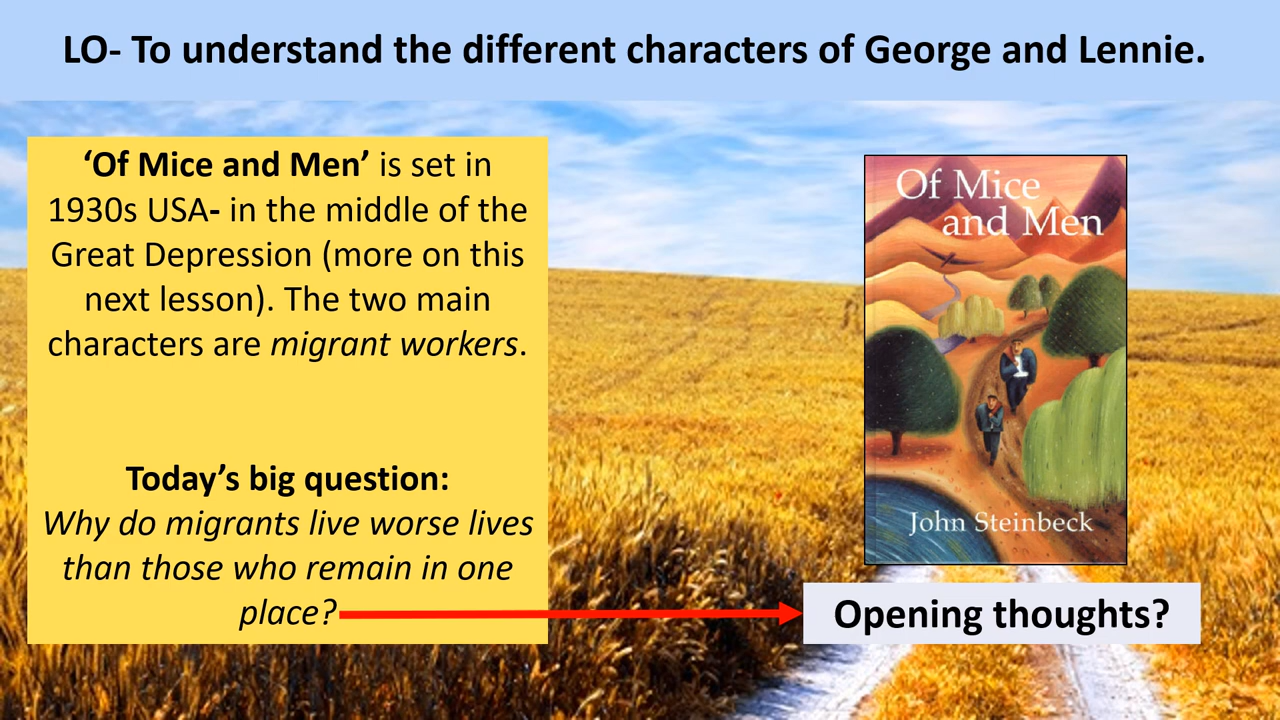 LO- To understand the different characters of George and Lennie.
‘Of Mice and Men’ is set in
1930s USA- in the middle of the
Great Depression (more on this
next lesson). The two main
characters are migrant workers.
Today’s big question:
Why do migrants live worse lives
than those who remain in one
place?
Of Mice
and Men
John Steinbeck
Opening thoughts?